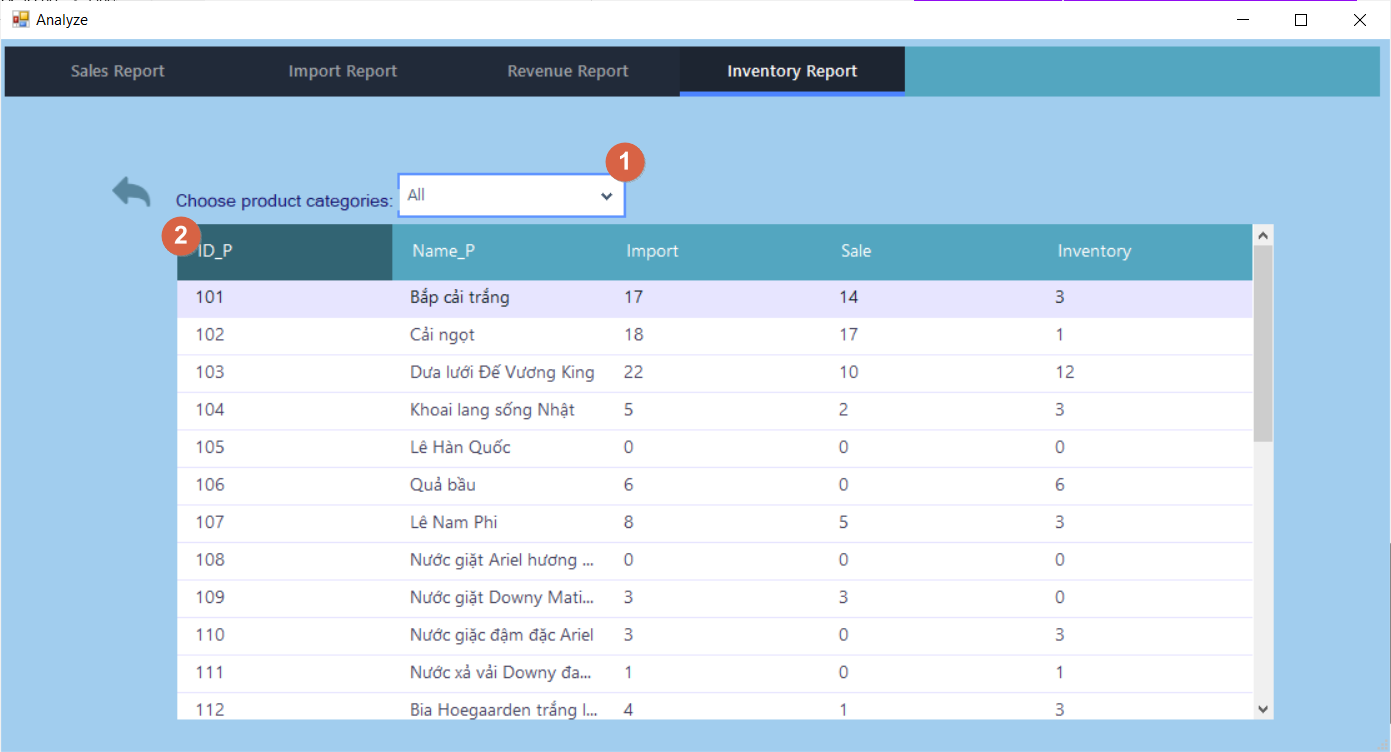 Analyze
Sales Report Import Report Revenue Report Inventory Report
1
Choose product categories: All
2
ID_P Name_P Import Sale Inventory
101 Bắp cải trắng 17 14 3
102 Cải ngọt 18 17 1
103 Dưa lưới Đế Vương King 22 10 12
104 Khoai lang sống Nhật 5 2 3
105 Lê Hàn Quốc 0 0 0
106 Quả bầu 6 0 6
107 Lê Nam Phi 8 5 3
108 Nước giặt Ariel hương ... 0 0 0
109 Nước giặt Downy Mati... 3 3 0
110 Nước giặc đậm đặc Ariel 3 0 3
111 Nước xả vải Downy đa... 1 0 1
112 Bia Hoegaarden trắng l... 4 1 3